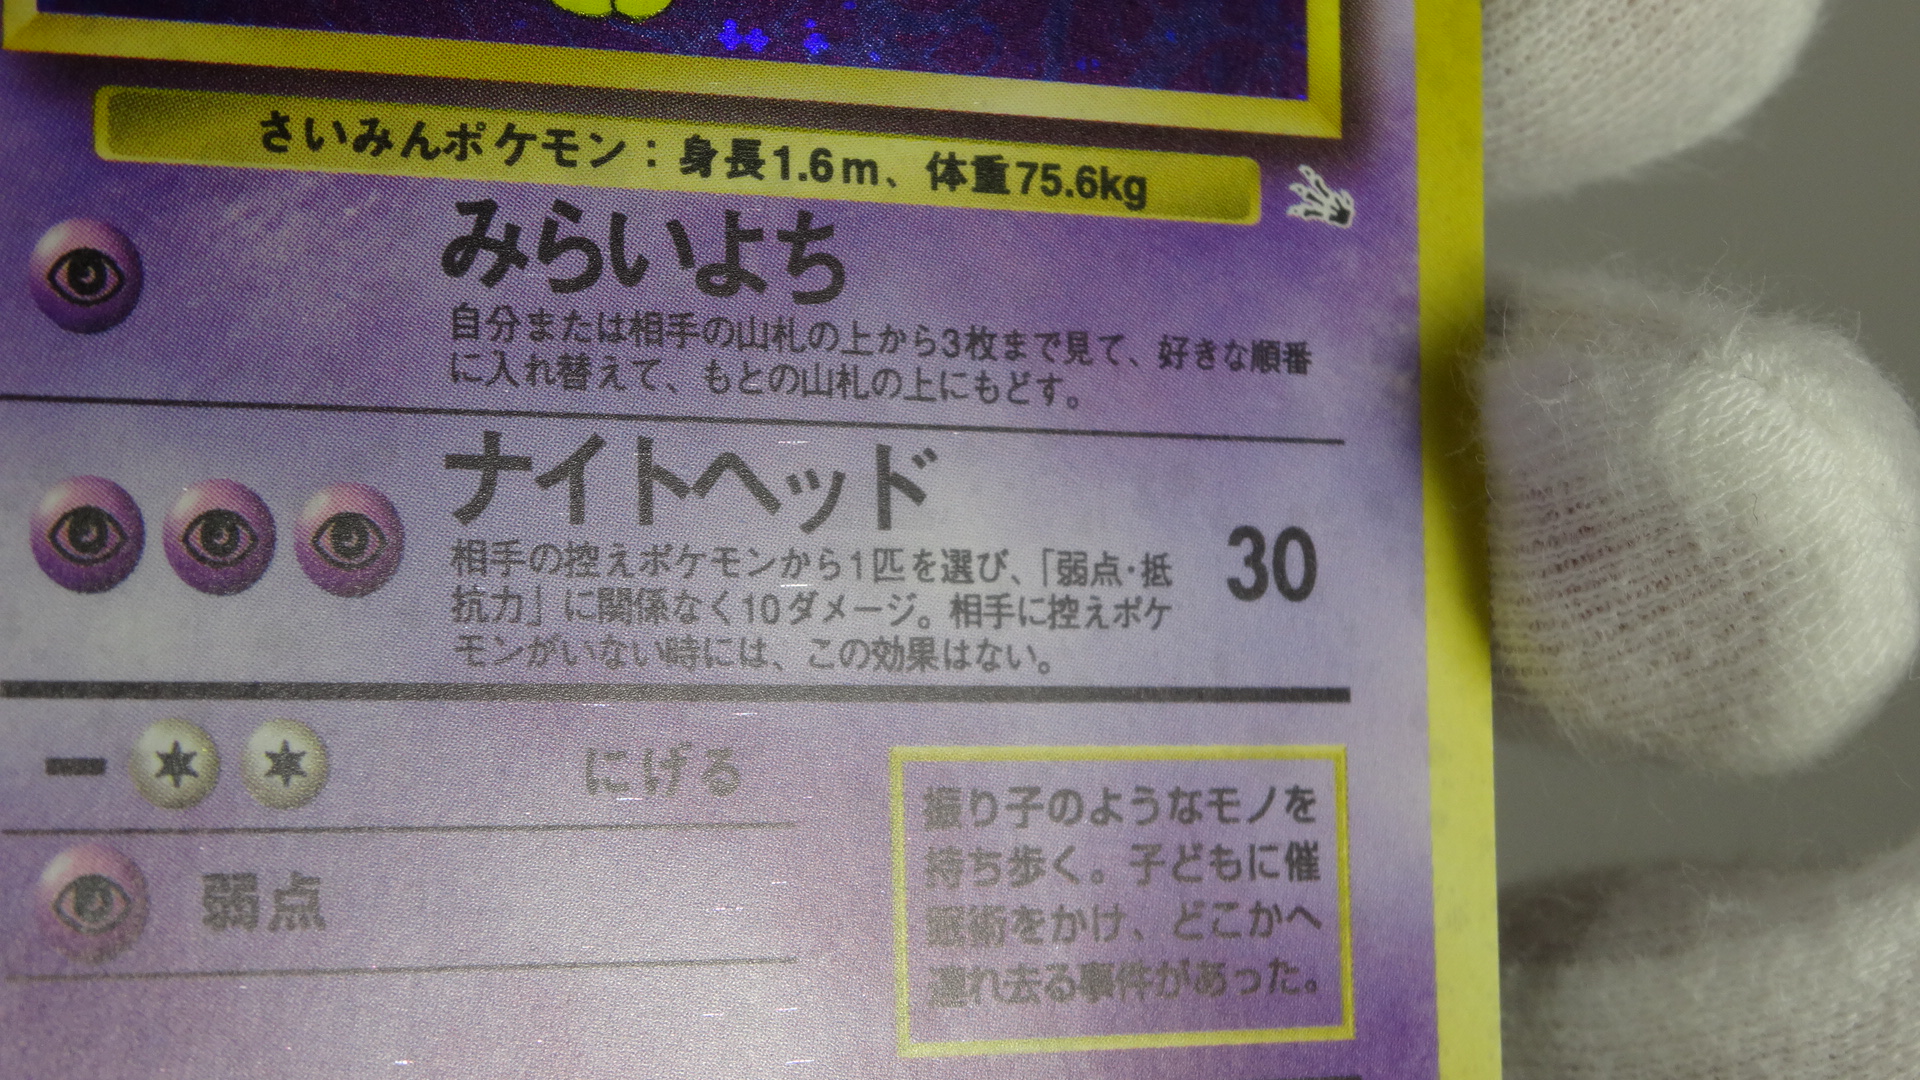 さいみんポケモン：身長1.6m、体重75.6kg
みらいよち
自分または相手の山札の上から3枚まで見て、好きな順番
に入れ替えて、もとの山札の上にもどす。
ナイトヘッド
30
相手の控えポケモンから1匹を選び、「弱点・抵
抗力」に関係なく10ダメージ。相手に控えポケ
モンがいない時には、この効果はない。
ー にげる
弱点
振り子のようなモノを
持ち歩く。子どもに催
眠術をかけ、どこかへ
連れ去る事件があった。